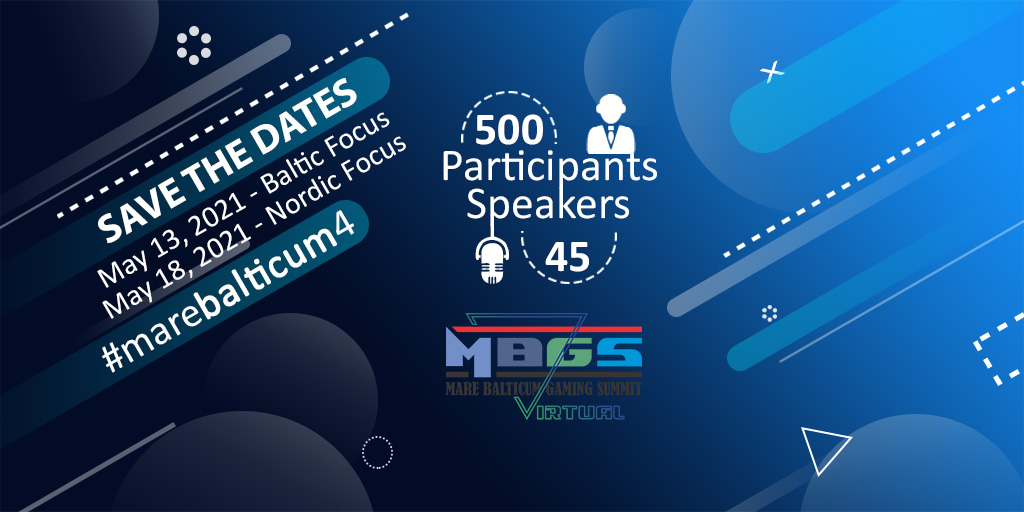 SAVE THE DATES
May 13, 2021 - Baltic Focus
May 18, 2021 - Nordic Focus
#marebalticum4
500
Participants
Speakers
45
MBGS
MARE BALTICUM GAMING SUMMIT
VIRTUAL